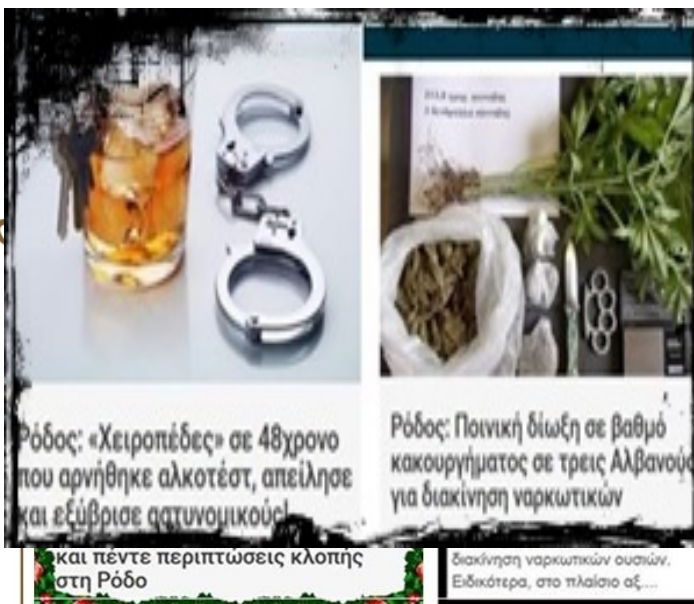 Ρόδος: «Χειροπέδες» σε 48χρονο
που αρνήθηκε αλκοτέστ, απείλησε
και εξύβρισε αστυνομικούς!
Ρόδος: Ποινική δίωξη σε βαθμό
κακουργήματος σε τρεις Αλβανούς
για διακίνηση ναρκωτικών
και πέντε περιπτώσεις κλοπής
στη Ρόδο
διακίνηση ναρκωτικών ουσιών.
Ειδικότερα, στο πλαίσιο αξ....